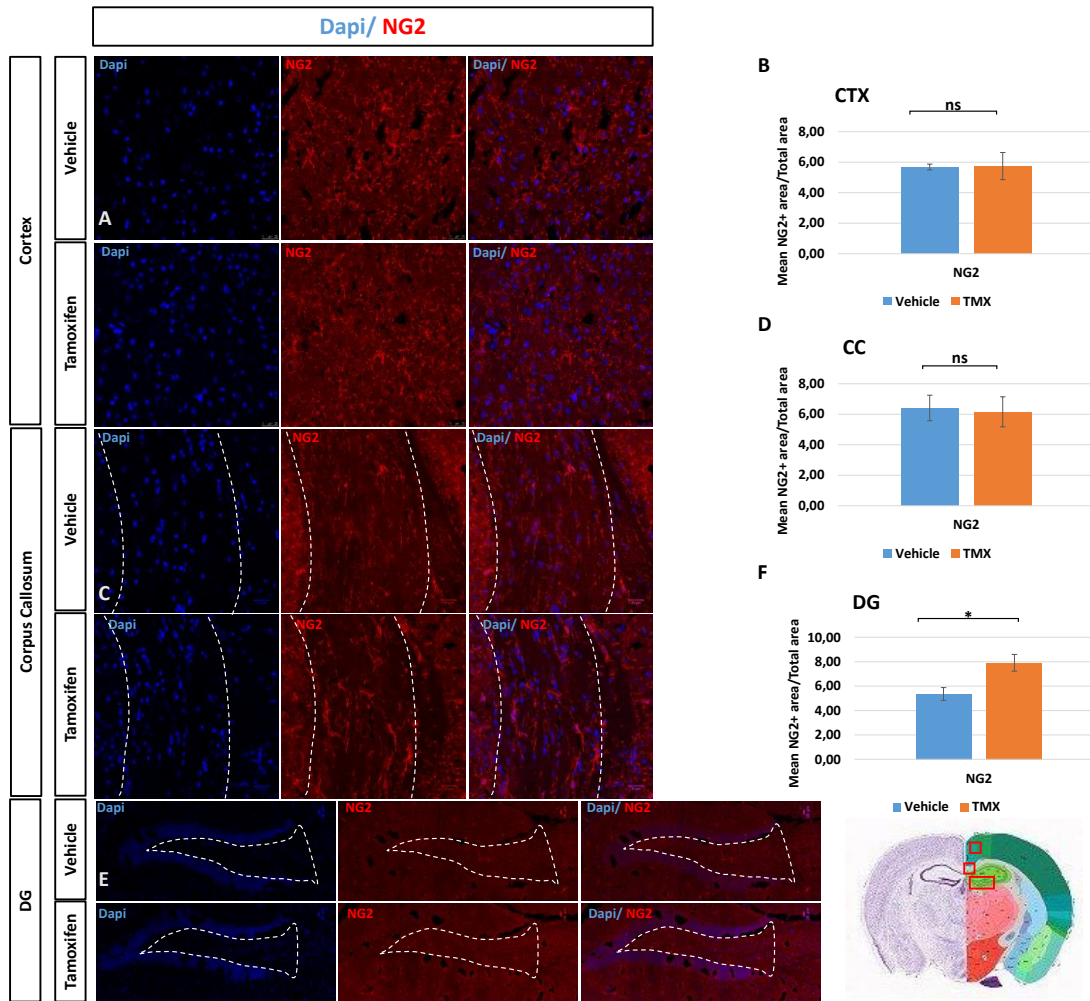 Dapi/ NG2
Cortex
Vehicle
Dapi
NG2
Dapi/ NG2
A
Tamoxifen
Dapi
NG2
Dapi/ NG2
Corpus Callosum
Vehicle
Dapi
NG2
Dapi/ NG2
C
Tamoxifen
Dapi
NG2
Dapi/ NG2
DG
Vehicle
Dapi
NG2
Dapi/ NG2
E
Tamoxifen
Dapi
NG2
Dapi/ NG2
B
CTX
ns
Mean NG2+ area/Total area
8,00
6,00
4,00
2,00
0,00
NG2
Vehicle TMX
D
CC
ns
Mean NG2+ area/Total area
8,00
6,00
4,00
2,00
0,00
NG2
Vehicle TMX
F
DG
*
Mean NG2+ area/Total area
10,00
8,00
6,00
4,00
2,00
0,00
NG2
Vehicle TMX